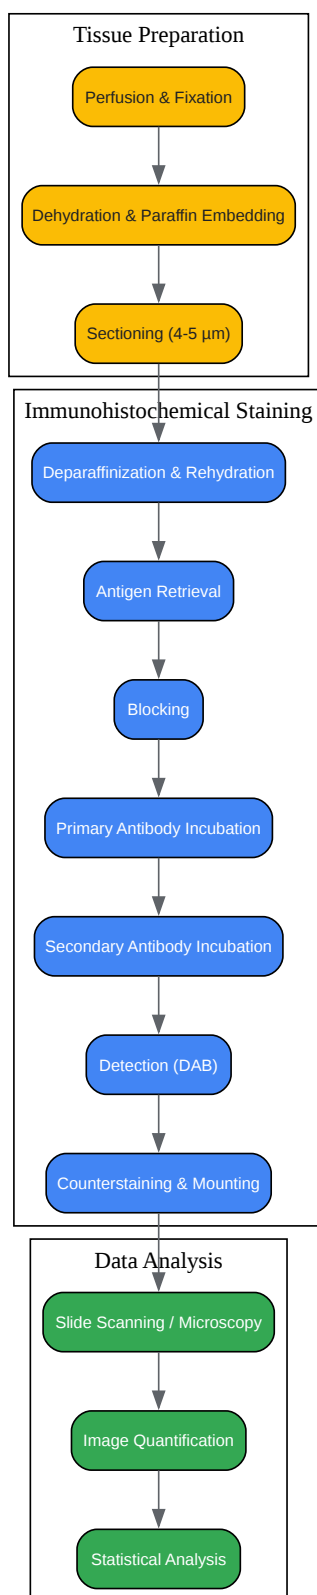 Tissue Preparation
Perfusion & Fixation
Dehydration & Paraffin Embedding
Sectioning (4-5 µm)
Immunohistochemical Staining
Deparaffinization & Rehydration
Antigen Retrieval
Blocking
Primary Antibody Incubation
Secondary Antibody Incubation
Detection (DAB)
Counterstaining & Mounting
Data Analysis
Slide Scanning / Microscopy
Image Quantification
Statistical Analysis